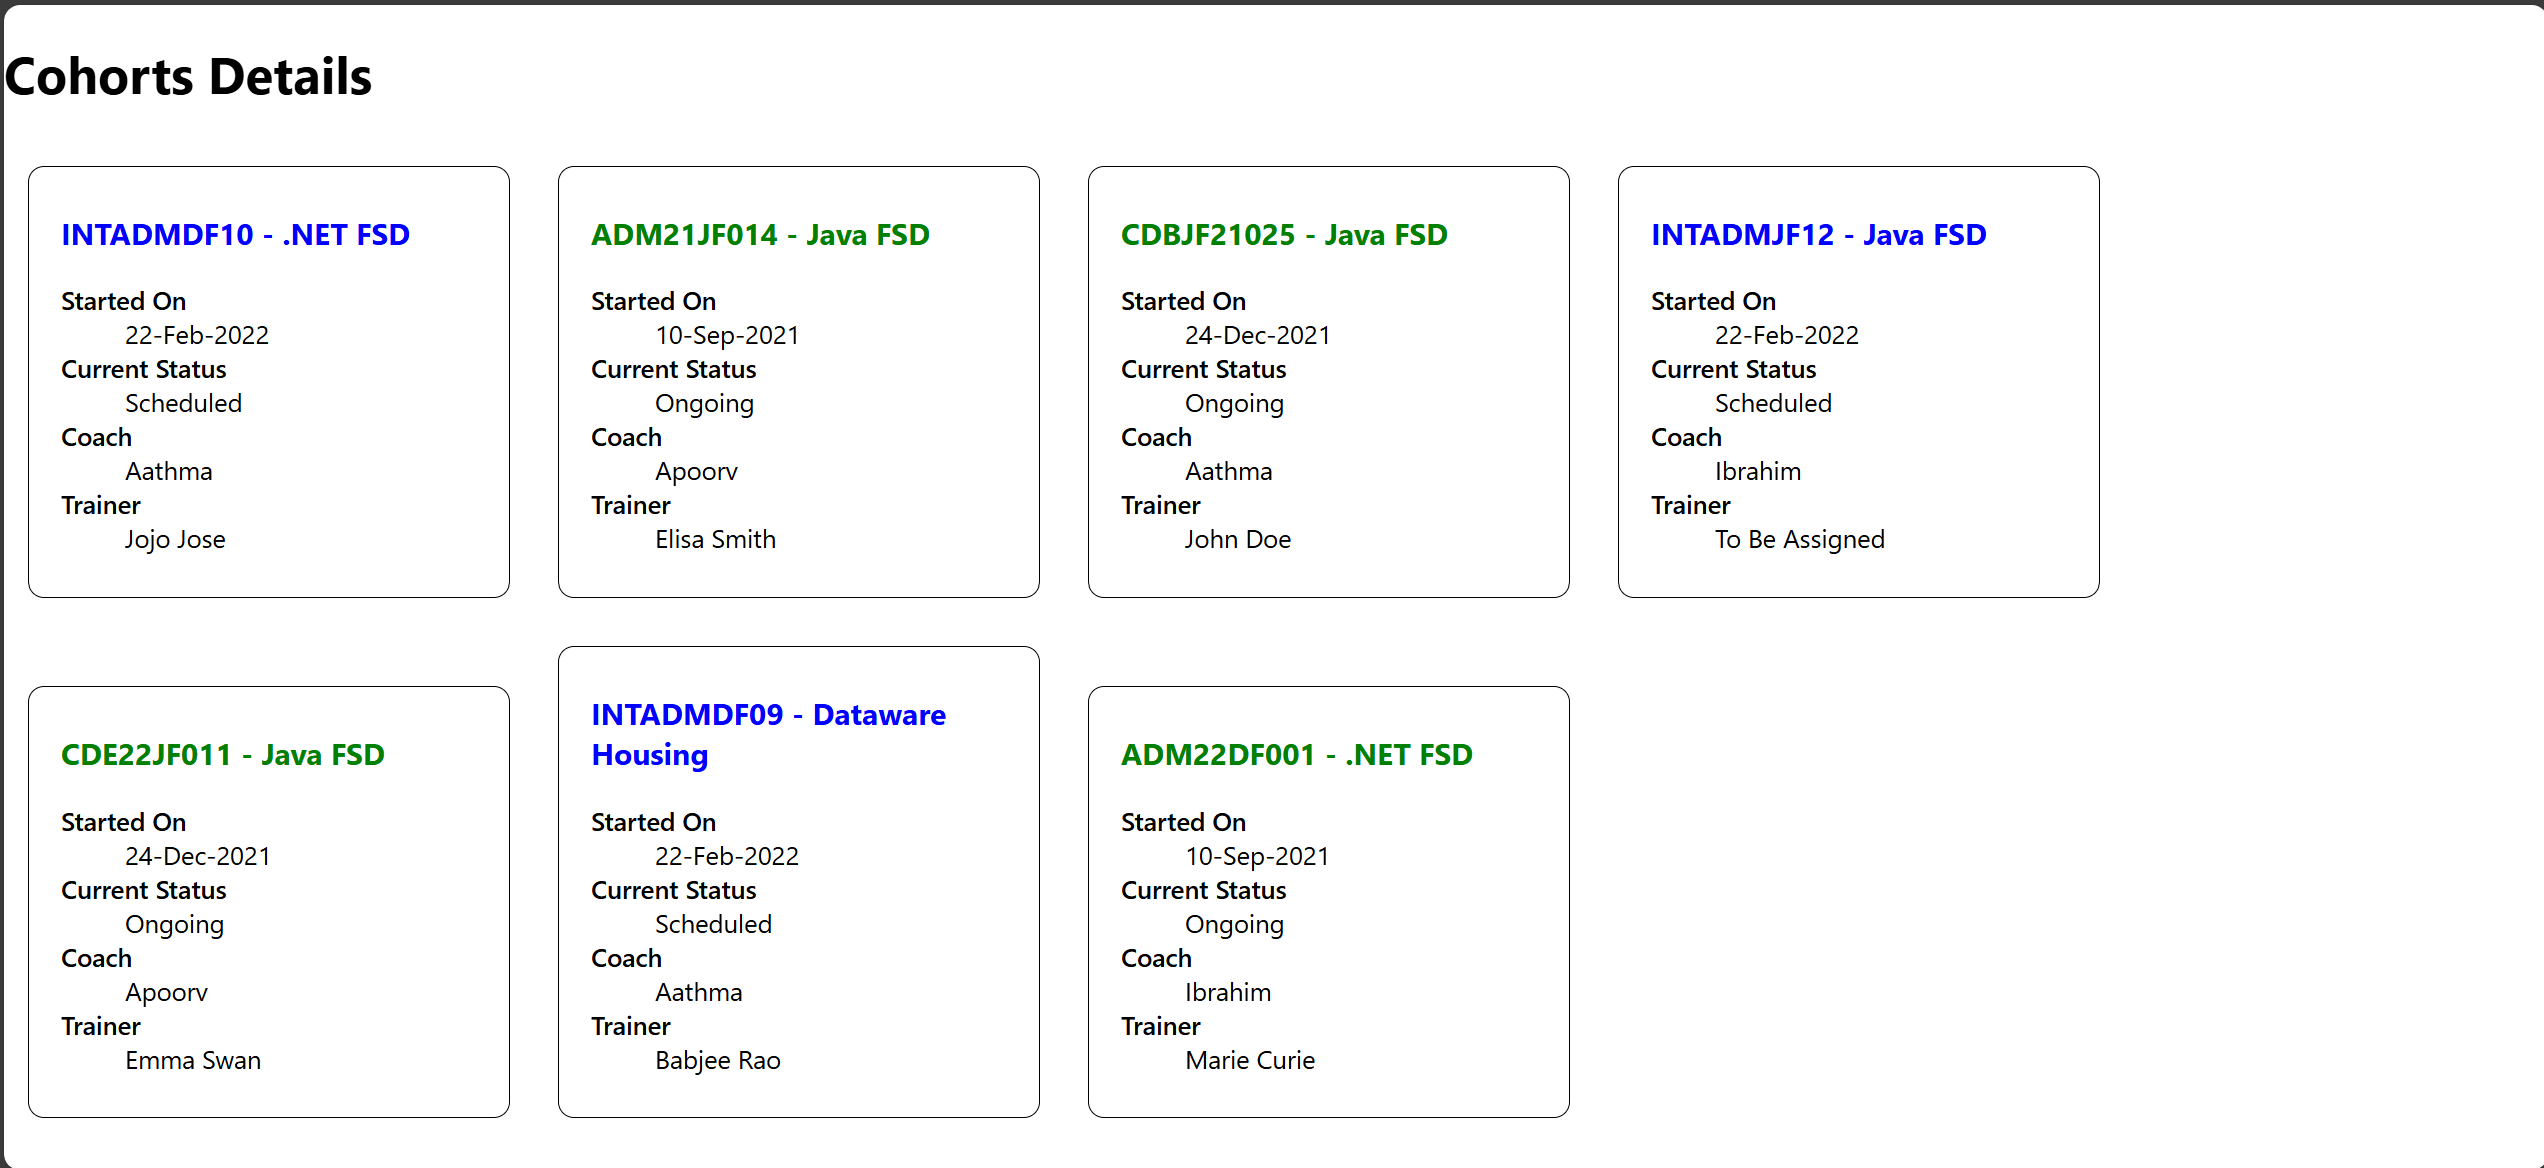 Cohorts Details
INTADMDF10 - .NET FSD
Started On
22-Feb-2022
Current Status
Scheduled
Coach
Aathma
Trainer
Jojo Jose
ADM21JF014 - Java FSD
Started On
10-Sep-2021
Current Status
Ongoing
Coach
Apoorv
Trainer
Elisa Smith
CDBJF21025 - Java FSD
Started On
24-Dec-2021
Current Status
Ongoing
Coach
Aathma
Trainer
John Doe
INTADMJF12 - Java FSD
Started On
22-Feb-2022
Current Status
Scheduled
Coach
Ibrahim
Trainer
To Be Assigned
CDE22JF011 - Java FSD
Started On
24-Dec-2021
Current Status
Ongoing
Coach
Apoorv
Trainer
Emma Swan
INTADMDF09 - Dataware
Housing
Started On
22-Feb-2022
Current Status
Scheduled
Coach
Aathma
Trainer
Babjee Rao
ADM22DF001 - .NET FSD
Started On
10-Sep-2021
Current Status
Ongoing
Coach
Ibrahim
Trainer
Marie Curie